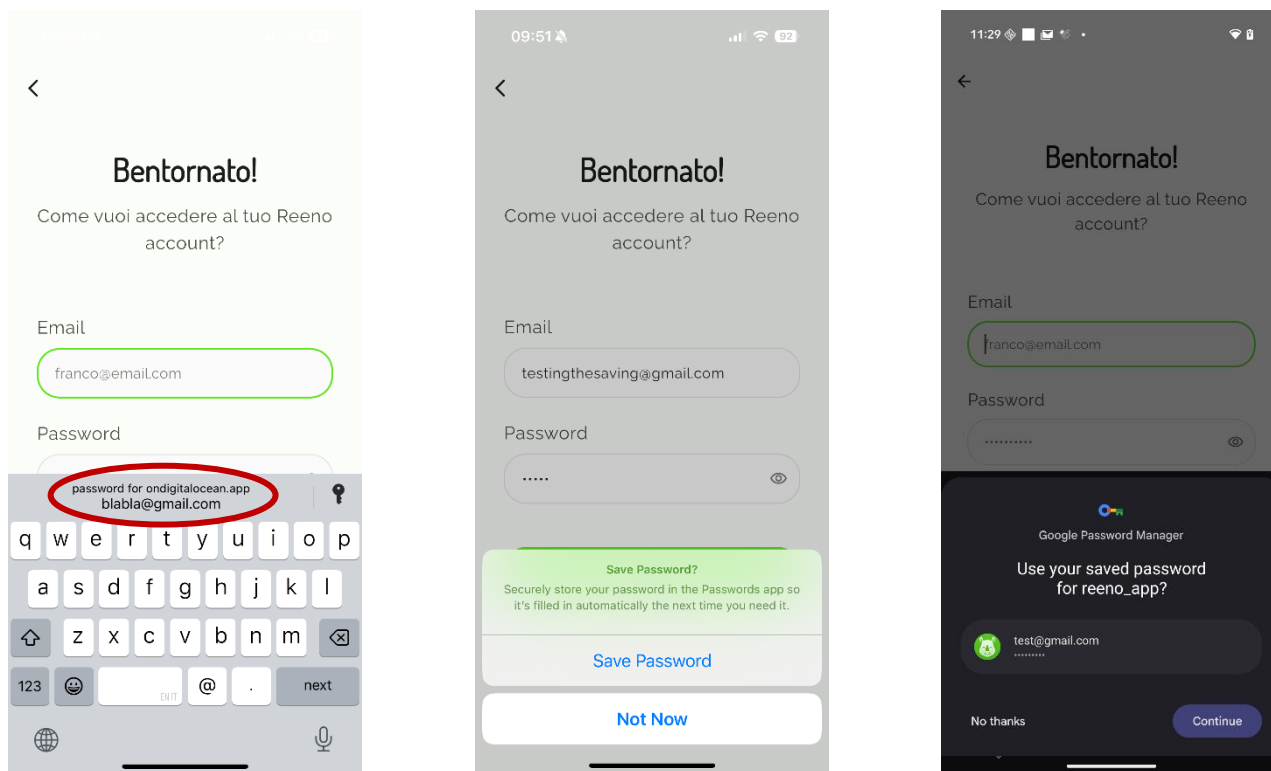 Bentornato!
Come vuoi accedere al tuo Reeno
account?
Email
franco@email.com
Password
password for ondigitalocean.app
blabla@gmail.com
q w e r t y u i o p
a s d f g h j k l
z x c v b n m
123 @ . next
EN IT
09:51 92
Bentornato!
Come vuoi accedere al tuo Reeno
account?
Email
testingthesaving@gmail.com
Password
Save Password?
Securely store your password in the Passwords app so
it's filled in automatically the next time you need it.
Save Password
Not Now
11:29
Bentornato!
Come vuoi accedere al tuo Reeno
account?
Email
franco@email.com
Password
Google Password Manager
Use your saved password
for reeno_app?
test@gmail.com
No thanks
Continue